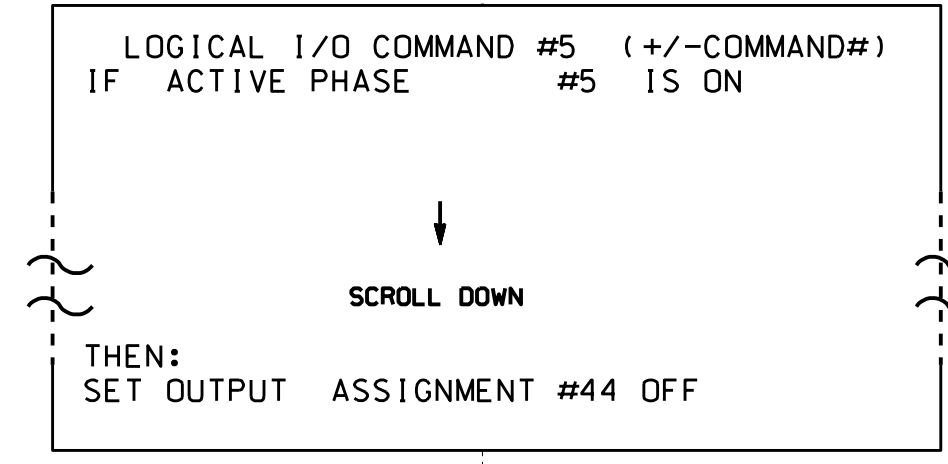 LOGICAL I/O COMMAND #5 (+/-COMMAND#)
IF ACTIVE PHASE #5 IS ON
SCROLL DOWN
THEN:
SET OUTPUT ASSIGNMENT #44 OFF